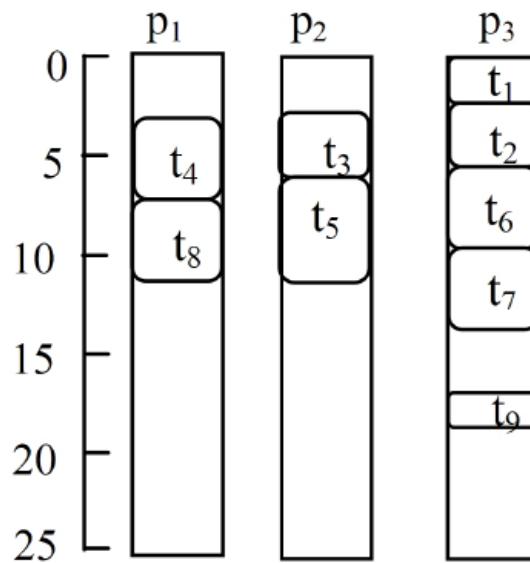 p₁ p₂ p₃
0
t₁
t₄ t₃ t₂
5
t₈ t₅ t₆
10
t₇
15
t₉
20
25